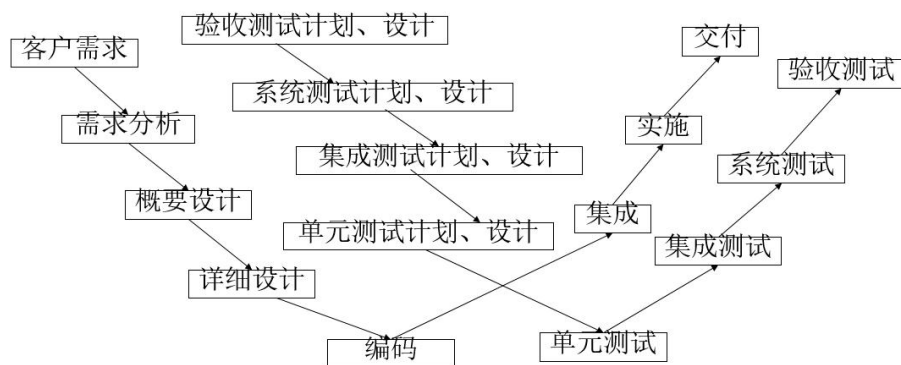 验收测试计划、设计
客户需求
交付
验收测试
系统测试计划、设计
需求分析
实施
集成测试计划、设计
系统测试
概要设计
集成
单元测试计划、设计
集成测试
详细设计
编码
单元测试